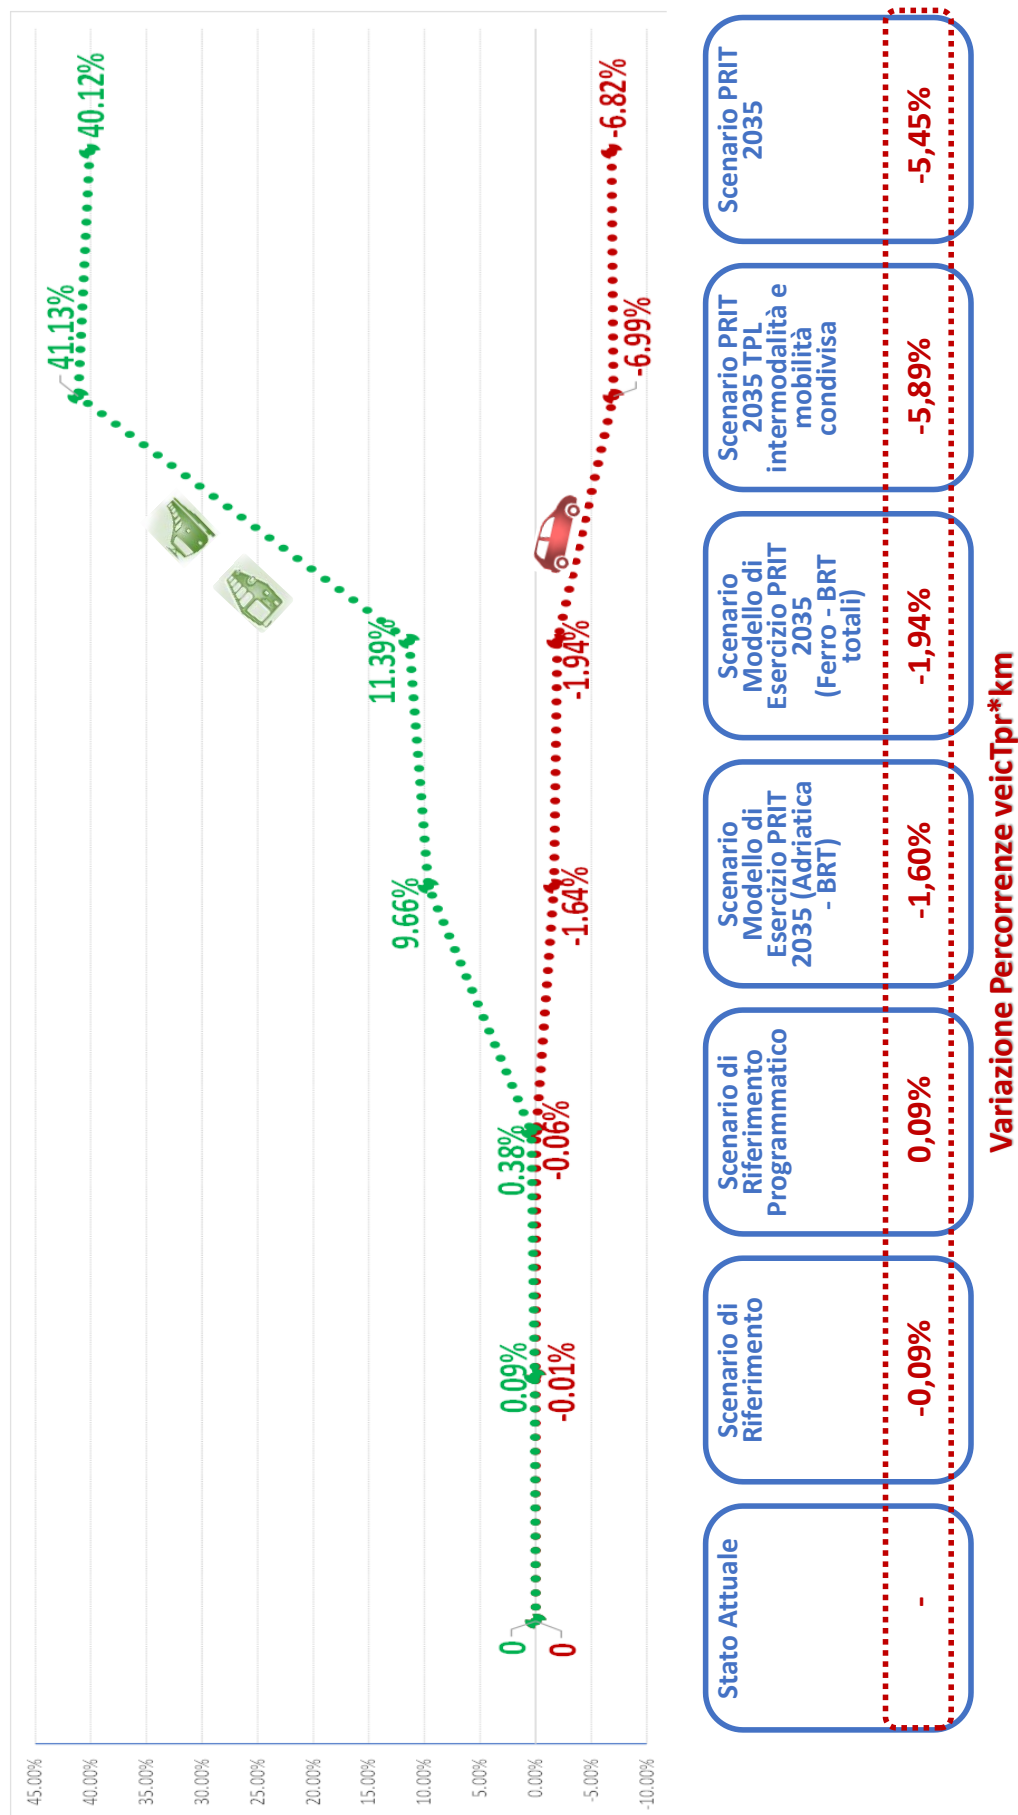 45.00%
40.00%
35.00%
30.00%
25.00%
20.00%
15.00%
10.00%
5.00%
0.00%
-5.00%
-10.00%
0
0.09%
0.38%
9.66%
11.39%
41.13%
40.12%
0
-0.01%
-0.06%
-1.64%
-1.94%
-6.99%
-6.82%
Stato Attuale
-
Scenario di
Riferimento
-0,09%
Scenario di
Riferimento
Programmatico
0,09%
Scenario
Modello di
Esercizio PRIT
2035 (Adriatica
- BRT)
-1,60%
Scenario
Modello di
Esercizio PRIT
2035
(Ferro - BRT
totali)
-1,94%
Scenario PRIT
2035 TPL
intermodalità e
mobilità
condivisa
-5,89%
Scenario PRIT
2035
-5,45%
Variazione Percorrenze veicTpr*km